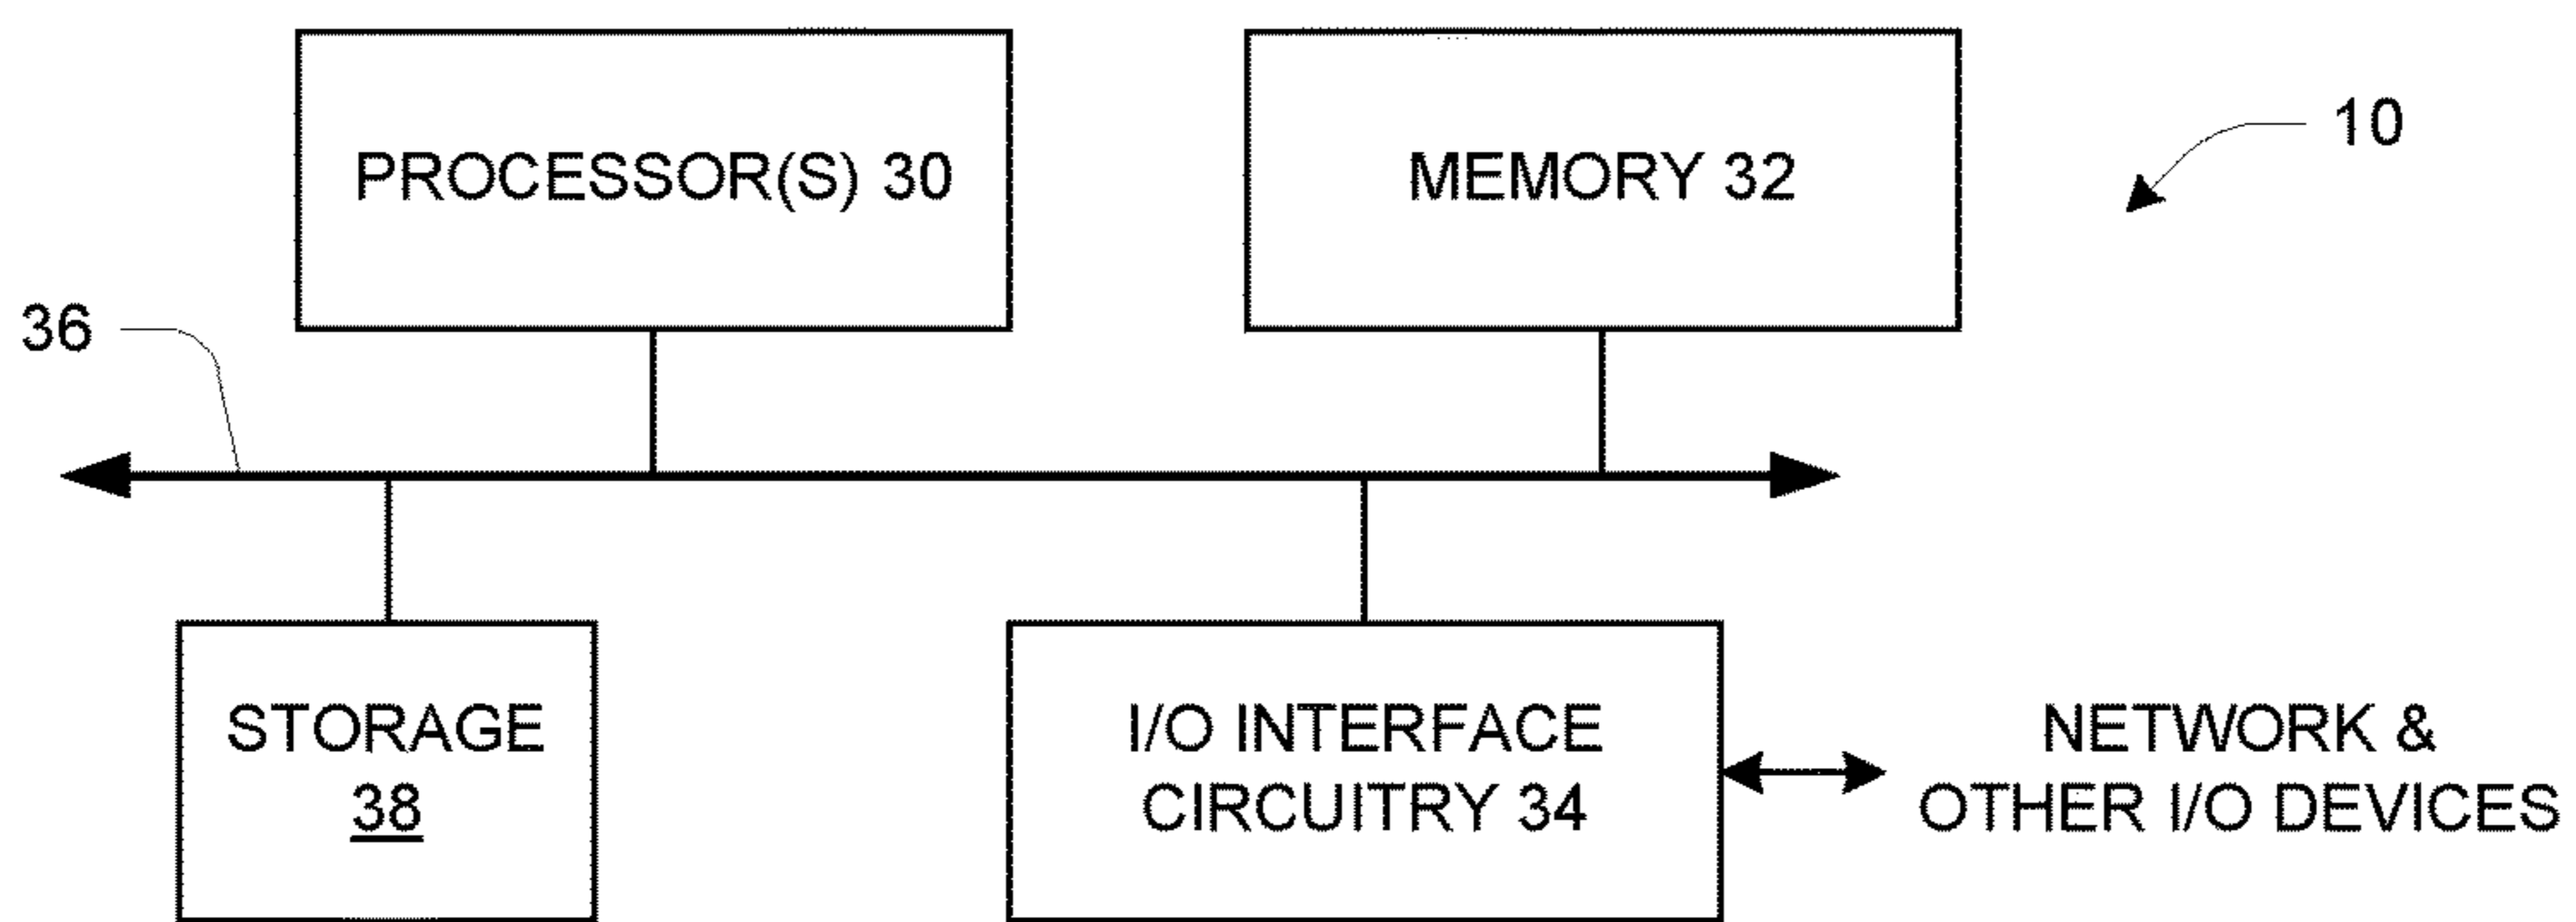 PROCESSOR(S) 30
MEMORY 32
10
36
STORAGE
38
I/O INTERFACE
CIRCUITRY 34
NETWORK &
OTHER I/O DEVICES